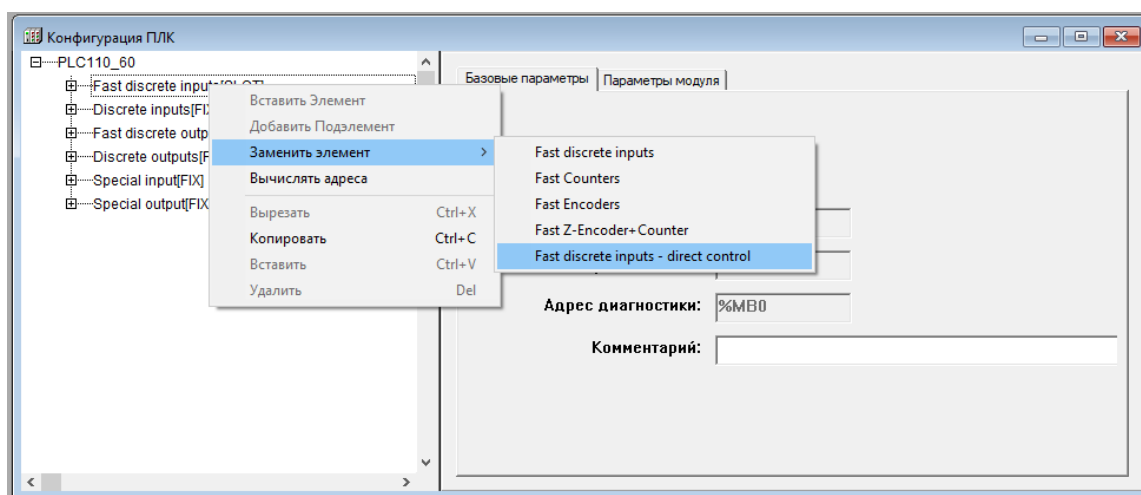 Конфигурация ПЛК
PLC110_60
Fast discrete inputs[SLOT]
Discrete inputs[FI
Fast discrete outp
Discrete outputs[F
Special input[FIX]
Special output[FIX
Вставить Элемент
Добавить Подэлемент
Заменить элемент
Вычислять адреса
Вырезать Ctrl+X
Копировать Ctrl+C
Вставить Ctrl+V
Удалить Del
Fast discrete inputs
Fast Counters
Fast Encoders
Fast Z-Encoder+Counter
Fast discrete inputs - direct control
Базовые параметры Параметры модуля
Адрес диагностики: %MB0
Комментарий: